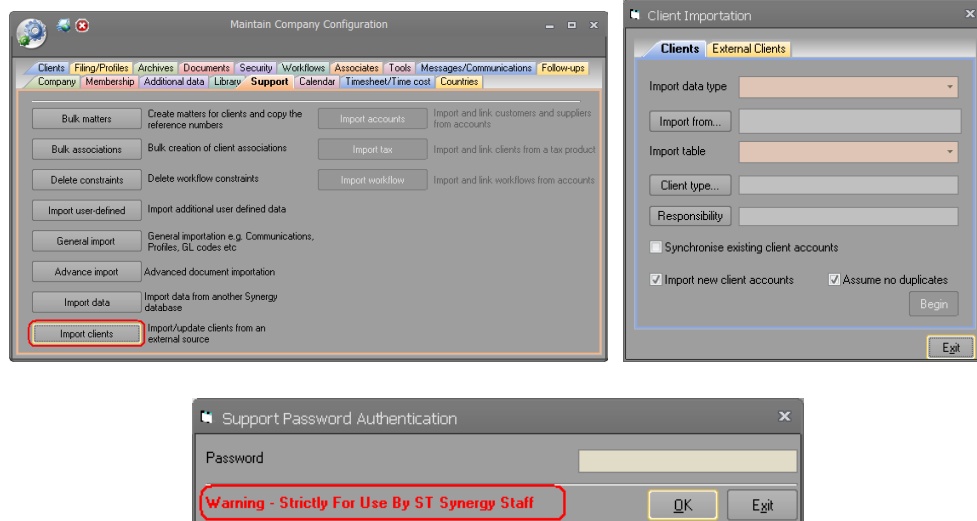 Maintain Company Configuration
Clients Filing/Profiles Archives Documents Security Workflows Associates Tools Messages/Communications Follow-ups
Company Membership Additional data Library Support Calendar Timesheet/Time cost Countries
Bulk matters
Create matters for clients and copy the
reference numbers
Import accounts
Import and link customers and suppliers
from accounts
Bulk associations
Bulk creation of client associations
Import tax
Import and link clients from a tax product
Delete constraints
Delete workflow constraints
Import workflow
Import and link workflows from accounts
Import user-defined
Import additional user defined data
General import
General importation e.g. Communications,
Profiles, GL codes etc
Advance import
Advanced document importation
Import data
Import data from another Synergy
database
Import clients
Import/update clients from an
external source
Client Importation
Clients External Clients
Import data type
Import from...
Import table
Client type...
Responsibility
Synchronise existing client accounts
Import new client accounts Assume no duplicates
Begin
Exit
Support Password Authentication
Password
Warning - Strictly For Use By ST Synergy Staff
OK Exit